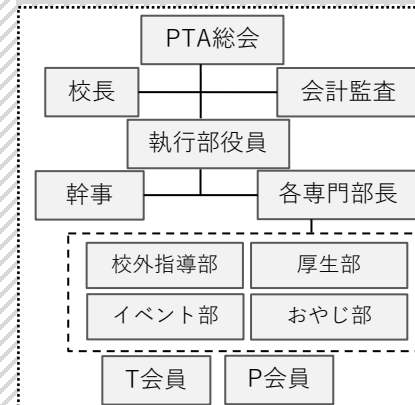 PTA総会
校長
会計監査
執行部役員
幹事
各専門部長
校外指導部
厚生部
イベント部
おやじ部
T会員
P会員